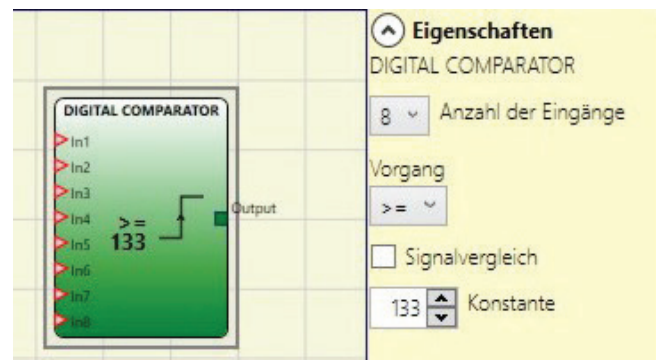 DIGITAL COMPARATOR
In1
In2
In3
In4
In5
In6
In7
In8
>=
133
Output
Eigenschaften
DIGITAL COMPARATOR
8 Anzahl der Eingänge
Vorgang
>=
Signalvergleich
133 Konstante